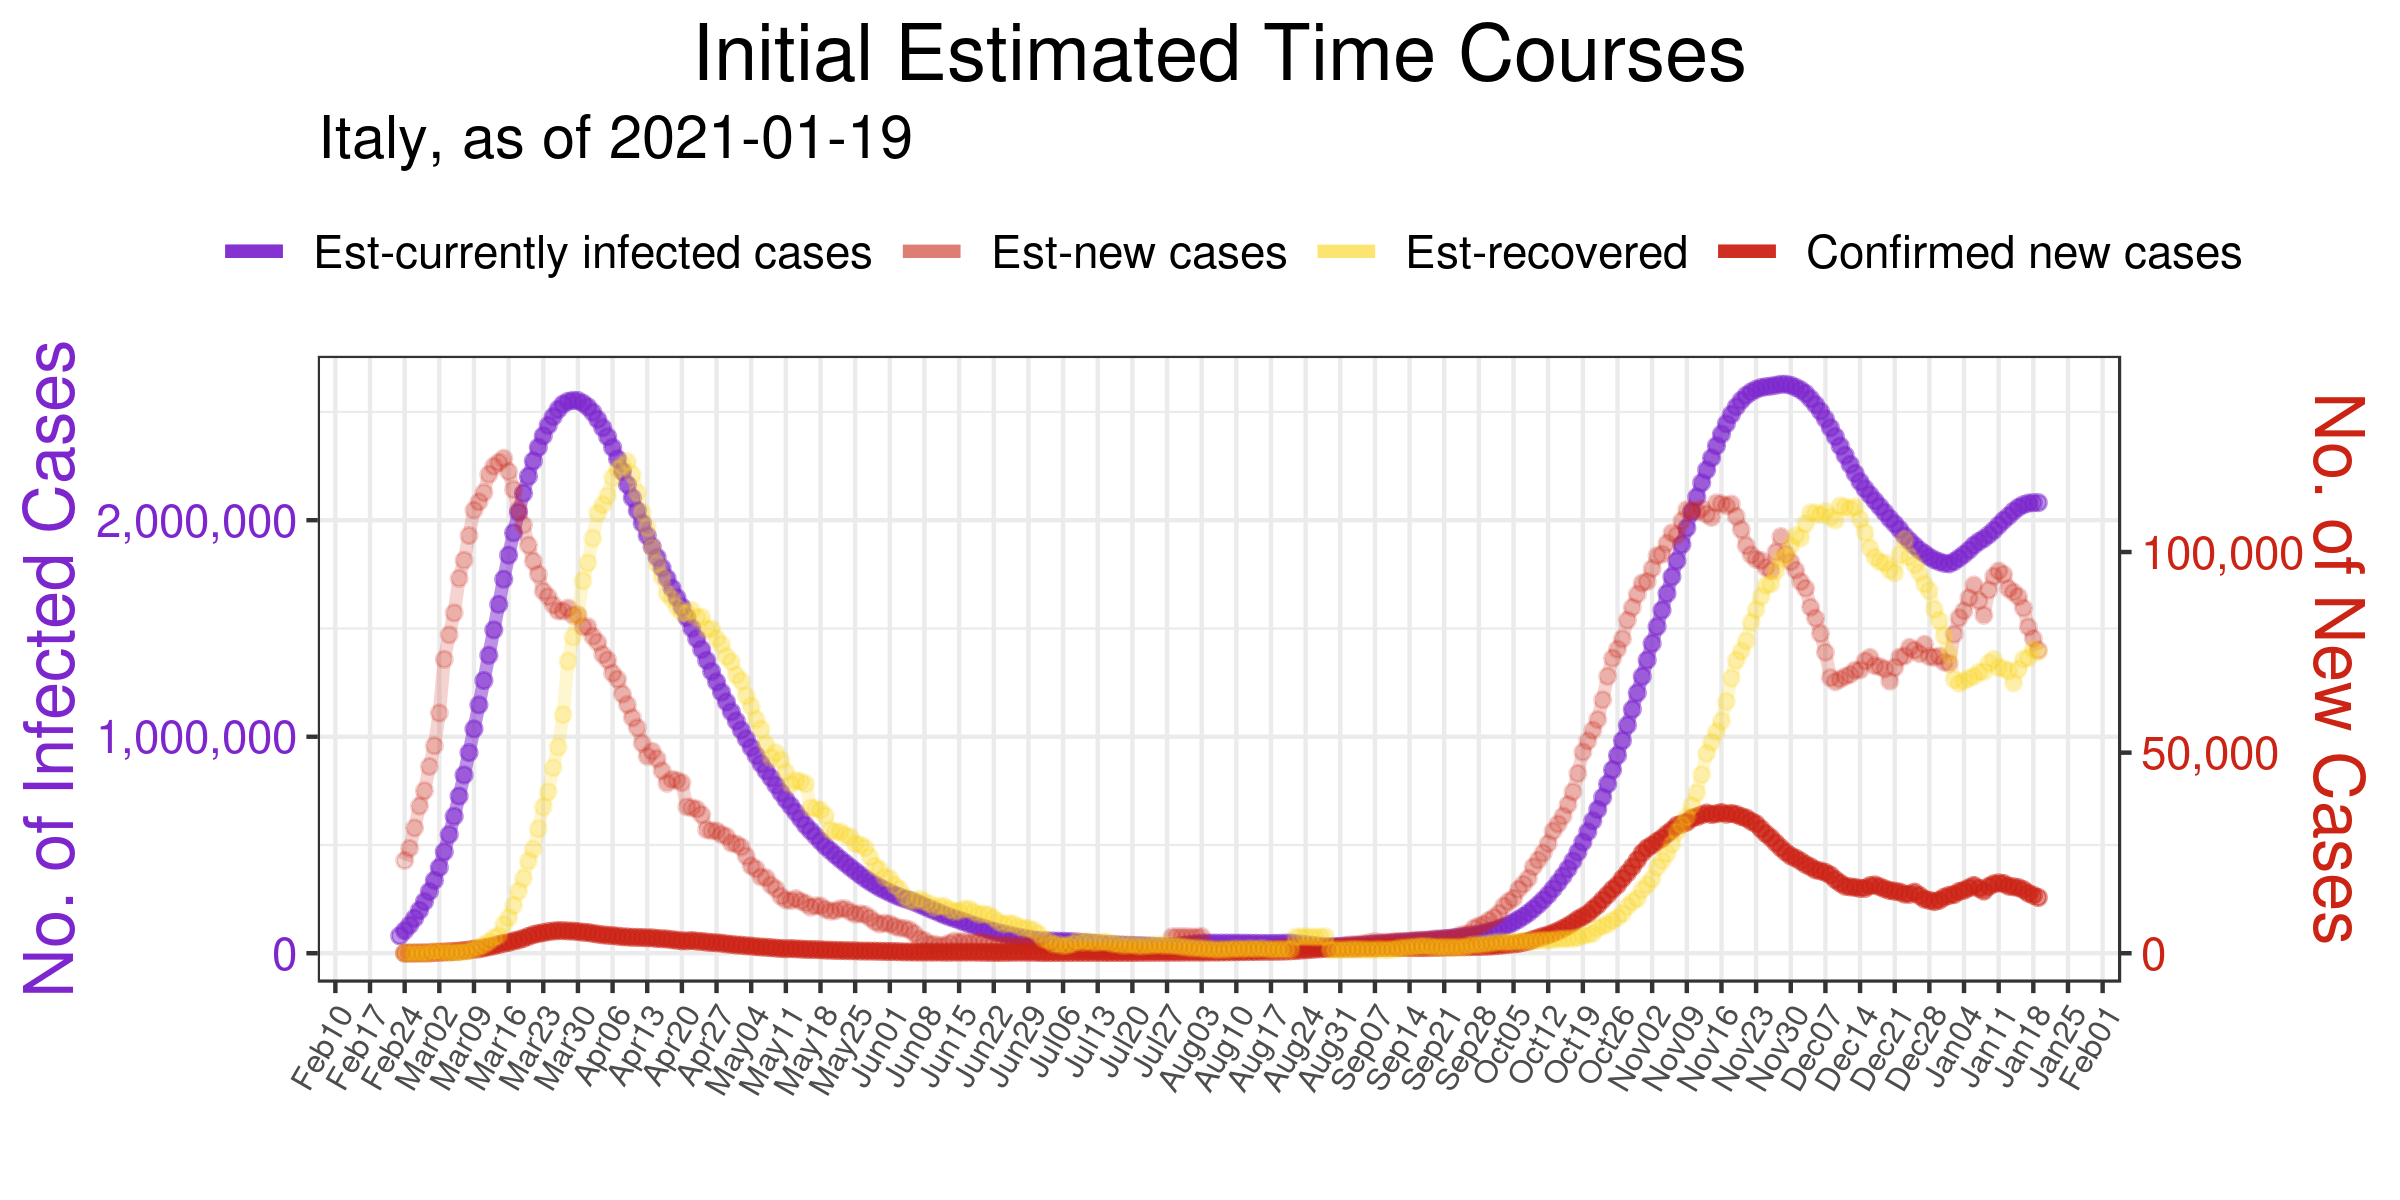 Initial Estimated Time Courses
Italy, as of 2021-01-19
Est-currently infected cases Est-new cases Est-recovered Confirmed new cases
No. of Infected Cases
2,000,000
1,000,000
0
100,000
50,000
0
No. of New Cases
Feb10 Feb17 Feb24 Mar02 Mar09 Mar16 Mar23 Mar30 Apr06 Apr13 Apr20 Apr27 May04 May11 May18 May25 Jun01 Jun08 Jun15 Jun22 Jun29 Jul06 Jul13 Jul20 Jul27 Aug03 Aug10 Aug17 Aug24 Aug31 Sep07 Sep14 Sep21 Sep28 Oct05 Oct12 Oct19 Oct26 Nov02 Nov09 Nov16 Nov23 Nov30 Dec07 Dec14 Dec21 Dec28 Jan04 Jan11 Jan18 Jan25 Feb01